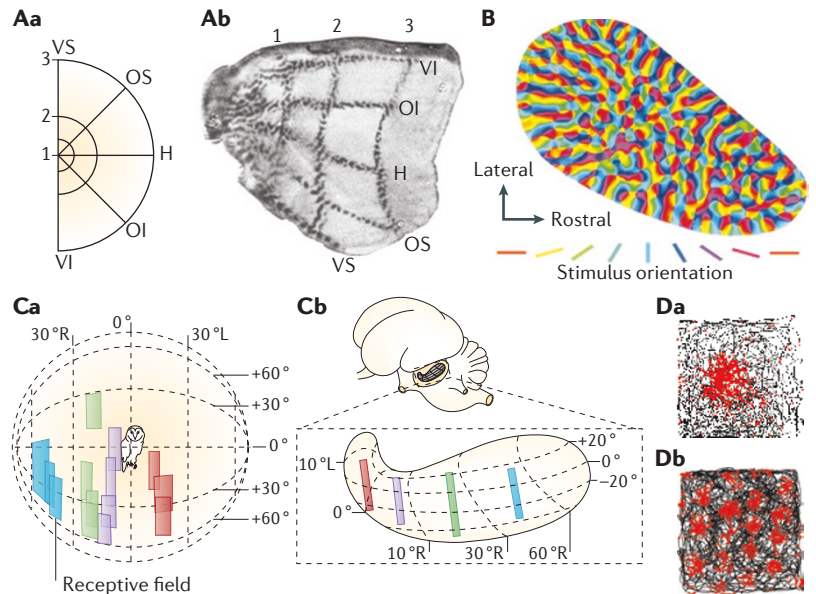 Aa
VS
3
OS
2
1
H
OI
VI
Ab
1 2 3
VI
OI
H
OS
VS
B
Lateral
Rostral
Stimulus orientation
Ca
0°
30°R
30°L
+60°
+30°
0°
+30°
+60°
Receptive field
Cb
+20°
10°L
0°
–20°
0°
10°R
30°R
60°R
Da
Db